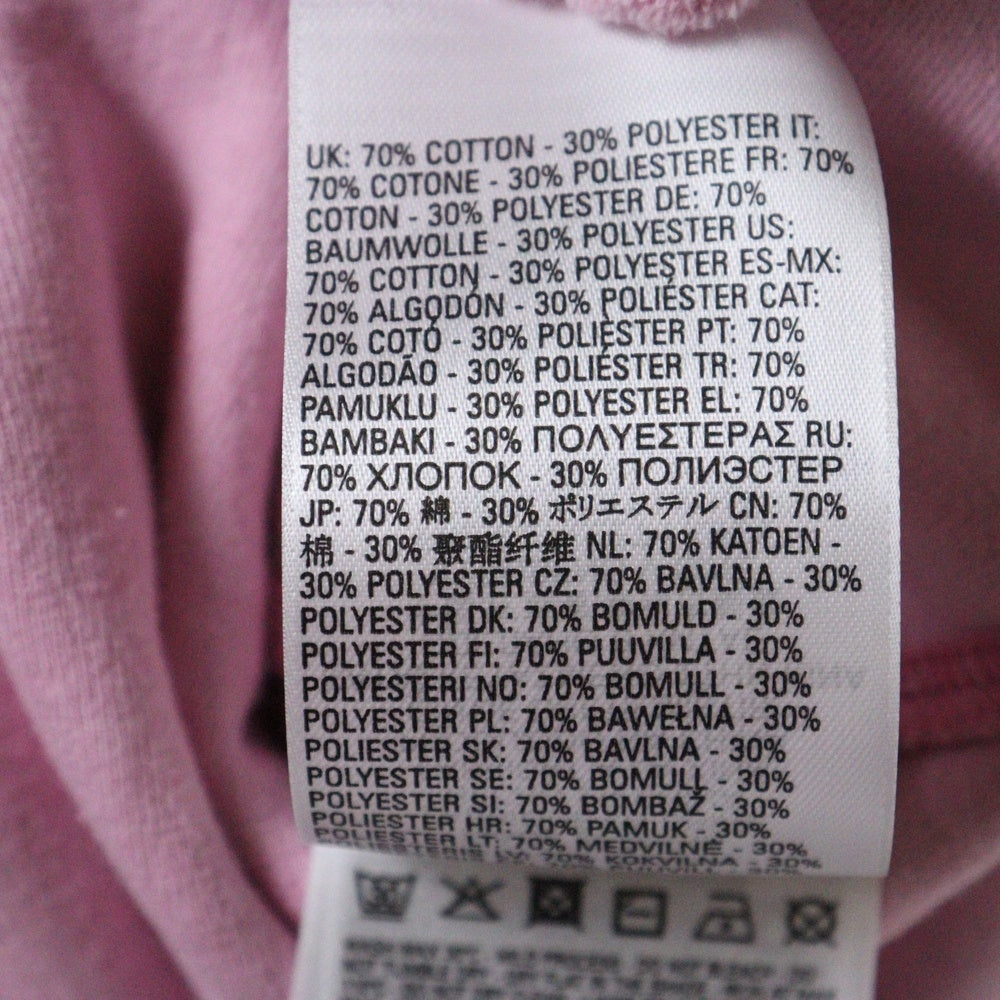 UK: 70% COTTON - 30% POLYESTER IT:
70% COTONE - 30% POLIESTERE FR: 70%
COTON - 30% POLYESTER DE: 70%
BAUMWOLLE - 30% POLYESTER US:
70% COTTON - 30% POLYESTER ES-MX:
70% ALGODÓN - 30% POLIÉSTER CAT:
70% COTÓ - 30% POLIÈSTER PT: 70%
ALGODÃO - 30% POLIÉSTER TR: 70%
PAMUKLU - 30% POLYESTER EL: 70%
BAMBAKI - 30% ΠΟΛΥΕΣΤΕΡΑΣ RU:
70% ХЛОПОК - 30% ПОЛИЭСТЕР
JP: 70% 綿 - 30% ポリエステル CN: 70%
棉 - 30% 聚酯纤维 NL: 70% KATOEN -
30% POLYESTER CZ: 70% BAVLNA - 30%
POLYESTER DK: 70% BOMULD - 30%
POLYESTER FI: 70% PUUVILLA - 30%
POLYESTERI NO: 70% BOMULL - 30%
POLYESTER PL: 70% BAWEŁNA - 30%
POLIESTER SK: 70% BAVLNA - 30%
POLYESTER SE: 70% BOMULL - 30%
POLYESTER SI: 70% BOMBAŽ - 30%
POLIESTER HR: 70% PAMUK - 30%
POLIESTER LT: 70% MEDVILNĖ - 30%
POLIESTERIS LV: 70% KOKVILNA - 30%